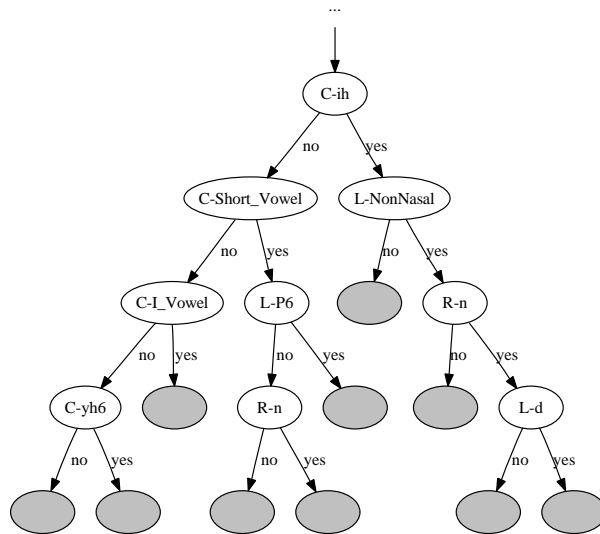 ...
C-ih
no
yes
C-Short_Vowel
L-NonNasal
no
yes
no
yes
C-I_Vowel
L-P6
R-n
no
yes
no
yes
no
yes
C-yh6
R-n
L-d
no
yes
no
yes
no
yes